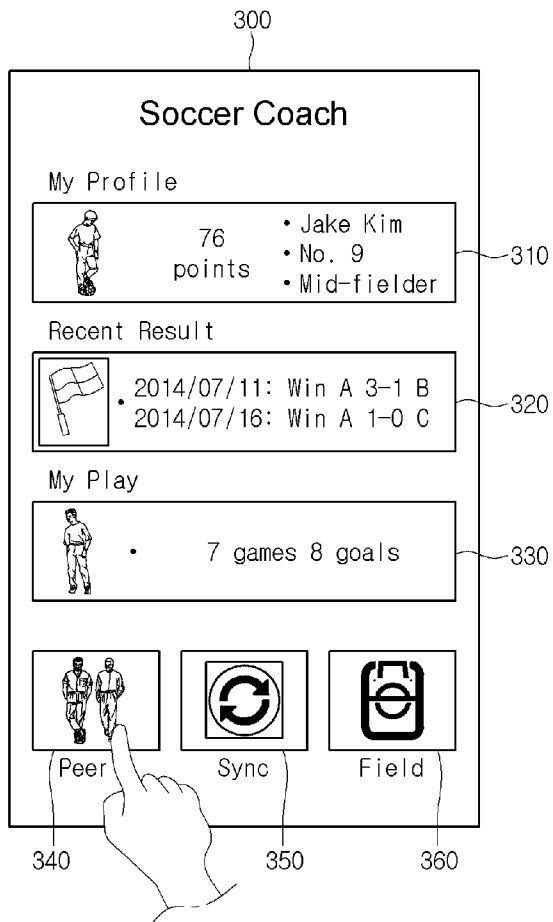 300
Soccer Coach
My Profile
76
points
• Jake Kim
• No. 9
• Mid-fielder
310
Recent Result
• 2014/07/11: Win A 3-1 B
2014/07/16: Win A 1-0 C
320
My Play
• 7 games 8 goals
330
Peer
Sync
Field
340
350
360